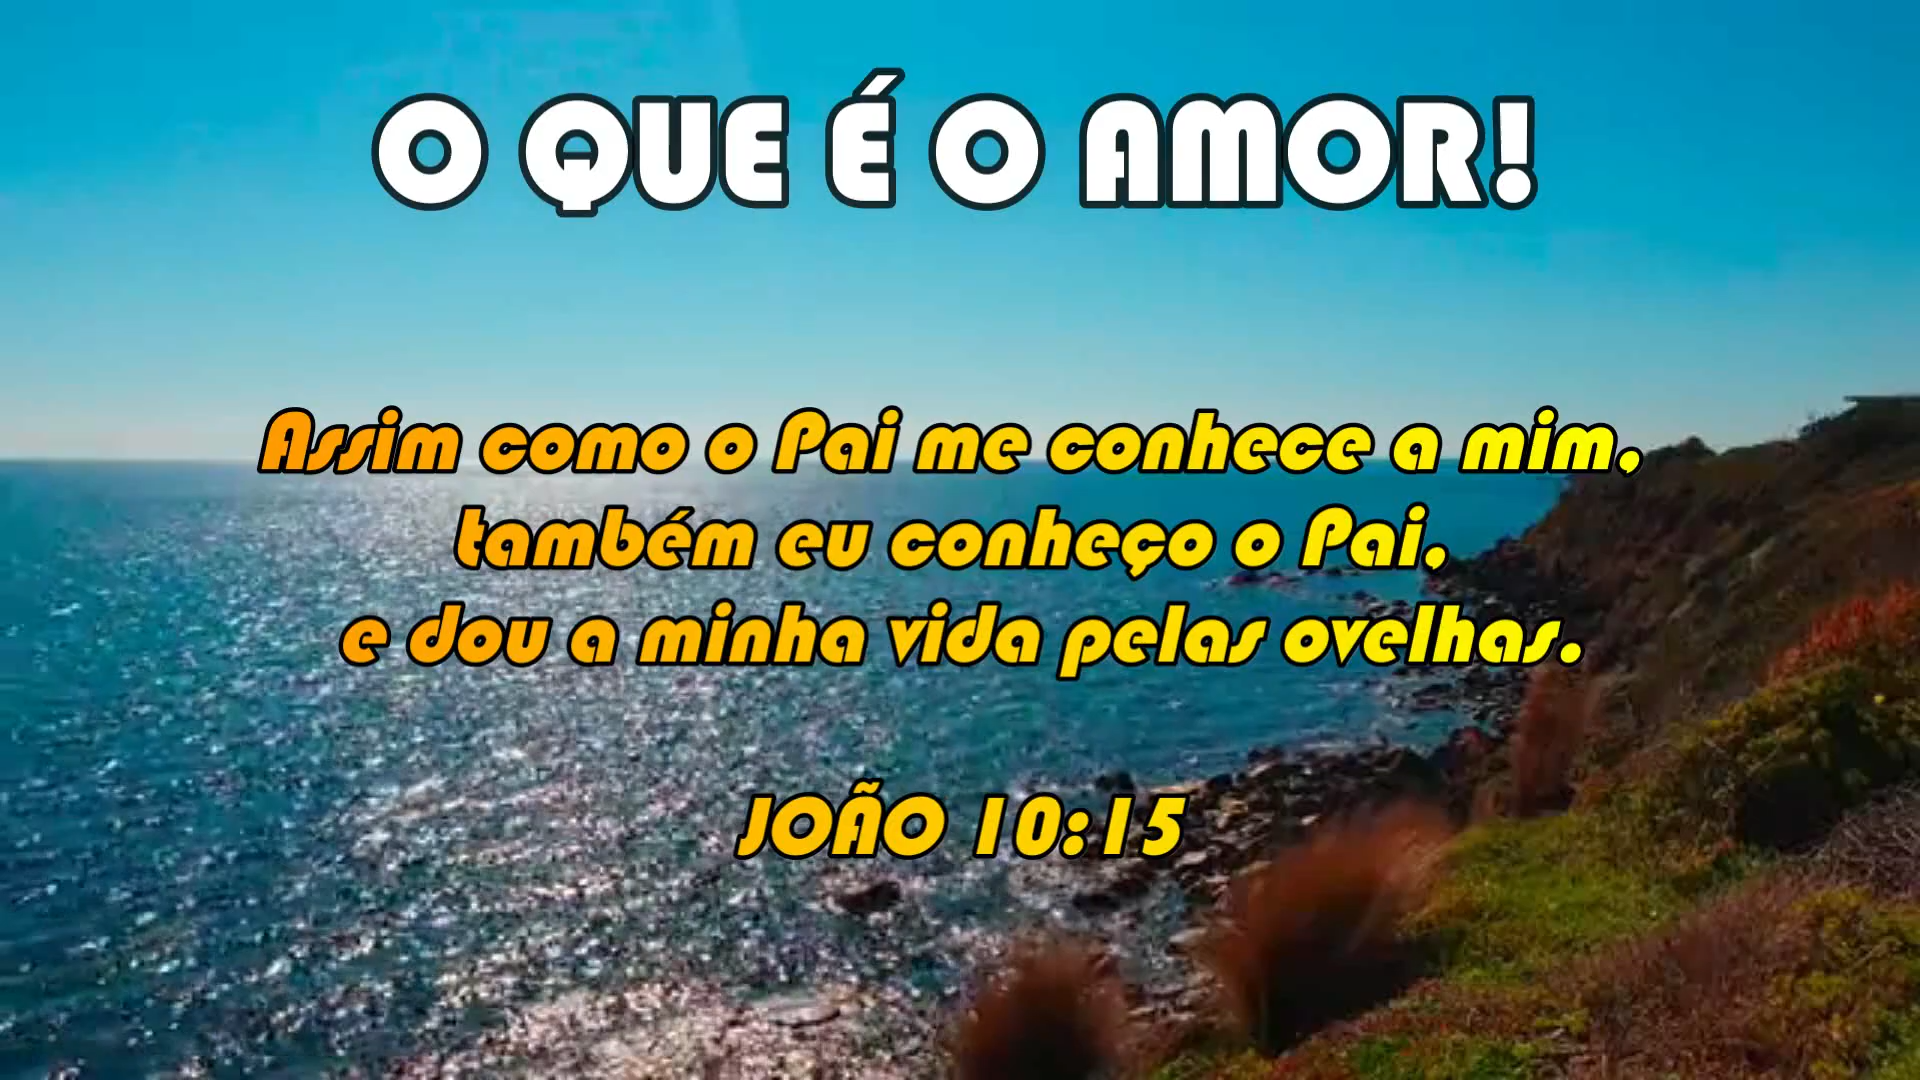 O QUE É O AMOR!
Assim como o Pai me conhece a mim,
também eu conheço o Pai,
e dou a minha vida pelas ovelhas.
JOÃO 10:15